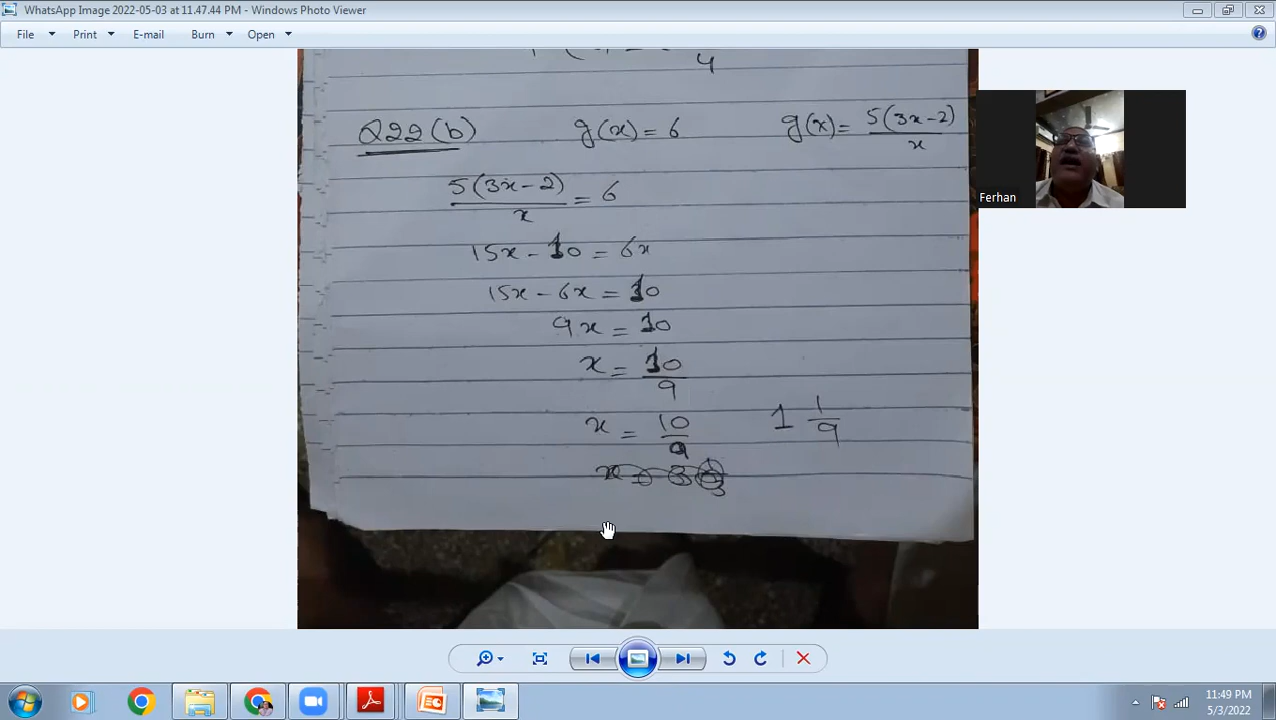 WhatsApp Image 2022-05-03 at 11.47.44 PM - Windows Photo Viewer
File Print E-mail Burn Open
4
Q22(b) g(x) = 6 g(x) = 5(3x-2)/x
5(3x-2)/x = 6
15x - 10 = 6x
15x - 6x = 10
9x = 10
x = 10/9
x = 10/9 1 1/9
Ferhan
11:49 PM
5/3/2022